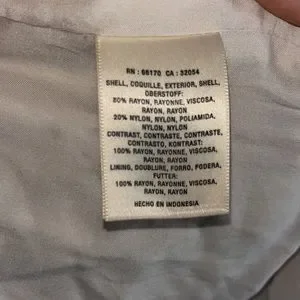 RN : 66170 CA : 32054
SHELL, COQUILLE, EXTERIOR, SHELL,
OBERSTOFF:
80% RAYON, RAYONNE, VISCOSA,
RAYON, RAYON
20% NYLON, NYLON, POLIAMIDA,
NYLON, NYLON
CONTRAST, CONTRASTE, CONTRASTE,
CONTRASTO, KONTRAST:
100% RAYON, RAYONNE, VISCOSA,
RAYON, RAYON
LINING, DOUBLURE, FORRO, FODERA,
FUTTER:
100% RAYON, RAYONNE, VISCOSA,
RAYON, RAYON
HECHO EN INDONESIA